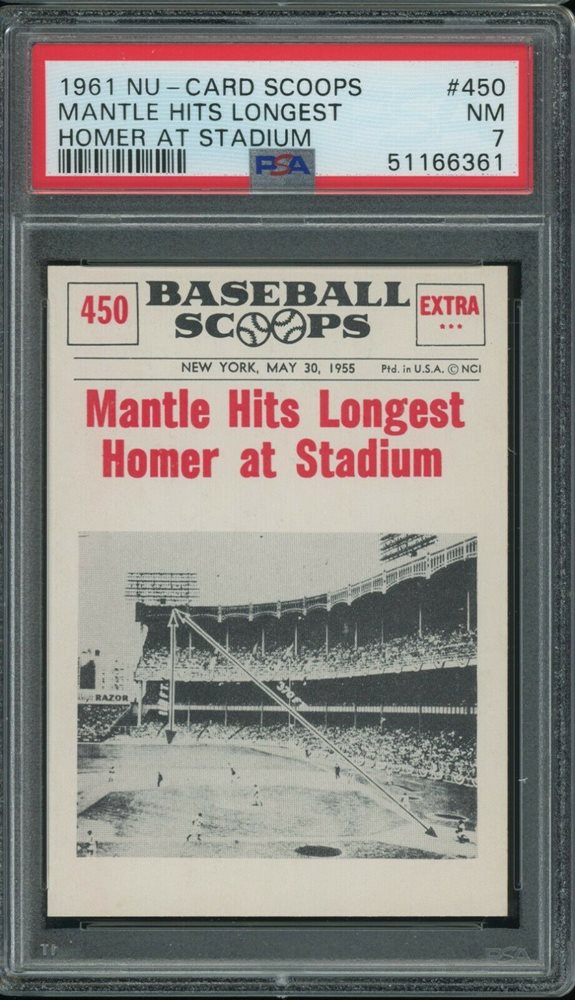 1961 NU-CARD SCOOPS #450
MANTLE HITS LONGEST NM
HOMER AT STADIUM 7
PSA 51166361
450 BASEBALL EXTRA
SCOOPS
NEW YORK, MAY 30, 1955 Ptd. in U.S.A. © NCI
Mantle Hits Longest
Homer at Stadium
RAZOR
PSA